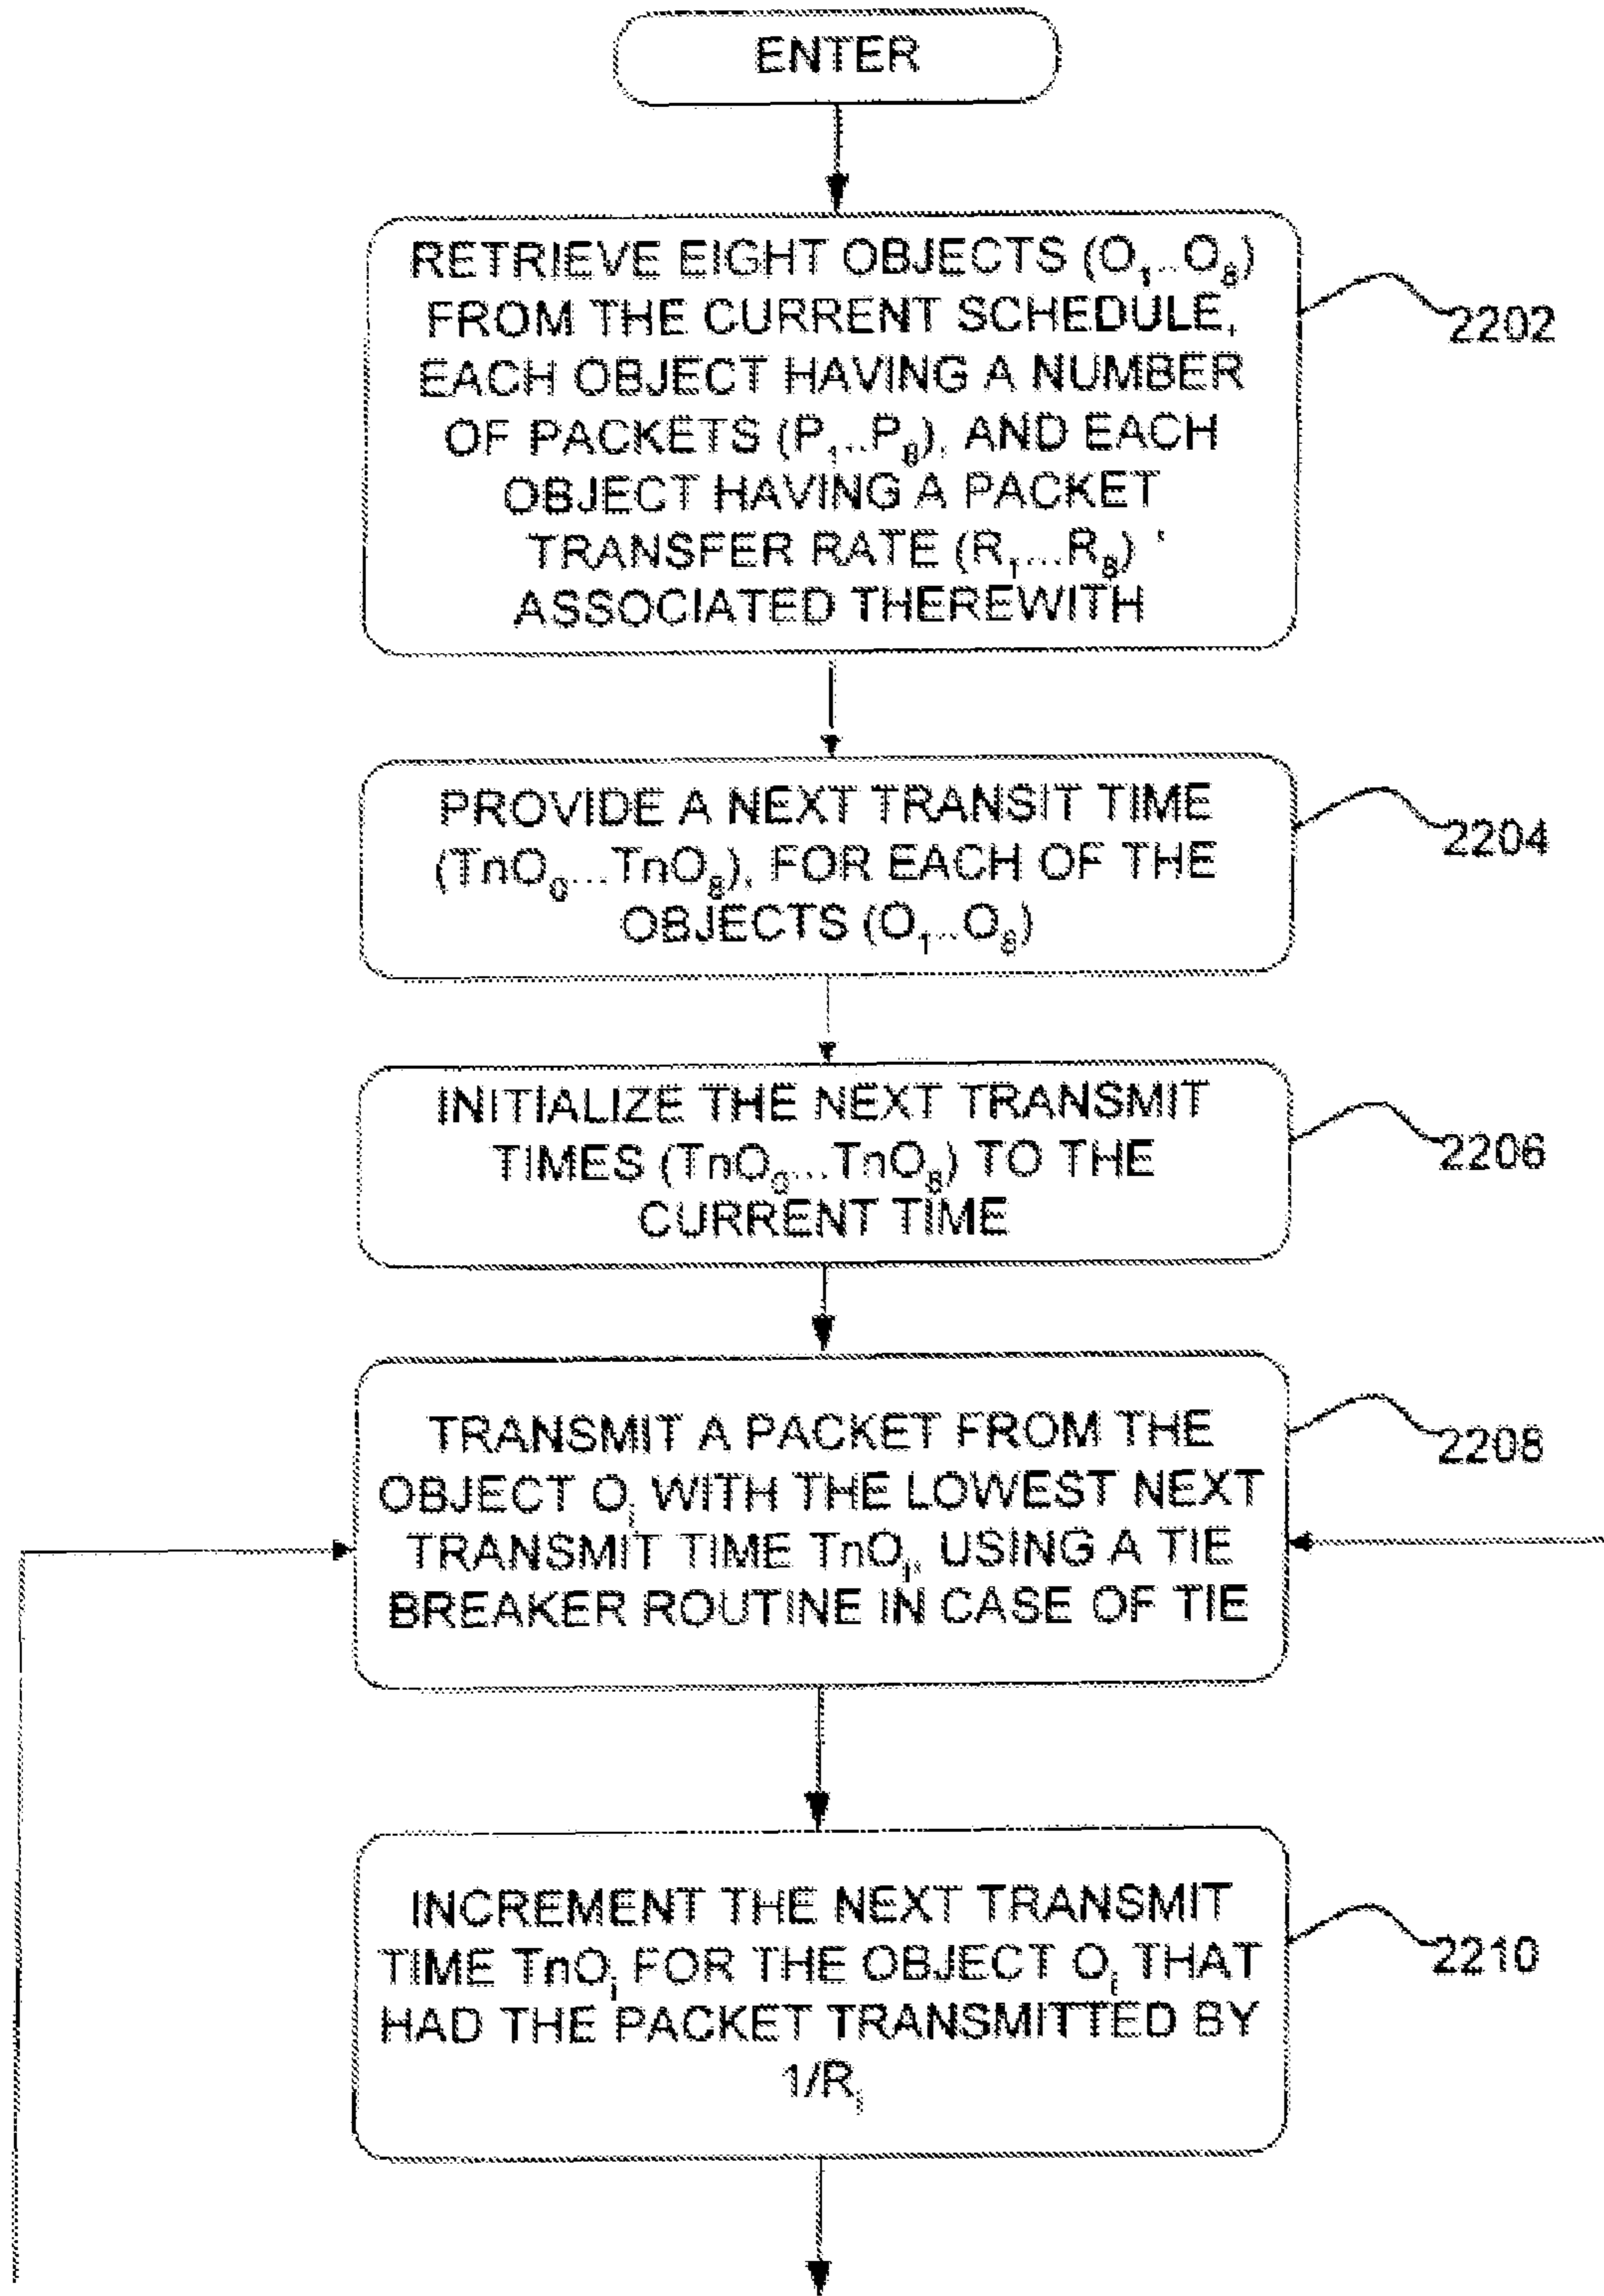 ENTER
RETRIEVE EIGHT OBJECTS (O₁..O₈)
FROM THE CURRENT SCHEDULE,
EACH OBJECT HAVING A NUMBER
OF PACKETS (P₁..P₈), AND EACH
OBJECT HAVING A PACKET
TRANSFER RATE (R₁...R₈)
ASSOCIATED THEREWITH
2202
PROVIDE A NEXT TRANSIT TIME
(TnO₀...TnO₈), FOR EACH OF THE
OBJECTS (O₁..O₈)
2204
INITIALIZE THE NEXT TRANSMIT
TIMES (TnO₀...TnO₈) TO THE
CURRENT TIME
2206
TRANSMIT A PACKET FROM THE
OBJECT Oᵢ WITH THE LOWEST NEXT
TRANSMIT TIME TnOᵢ, USING A TIE
BREAKER ROUTINE IN CASE OF TIE
2208
INCREMENT THE NEXT TRANSMIT
TIME TnOᵢ FOR THE OBJECT Oᵢ THAT
HAD THE PACKET TRANSMITTED BY
1/Rᵢ
2210